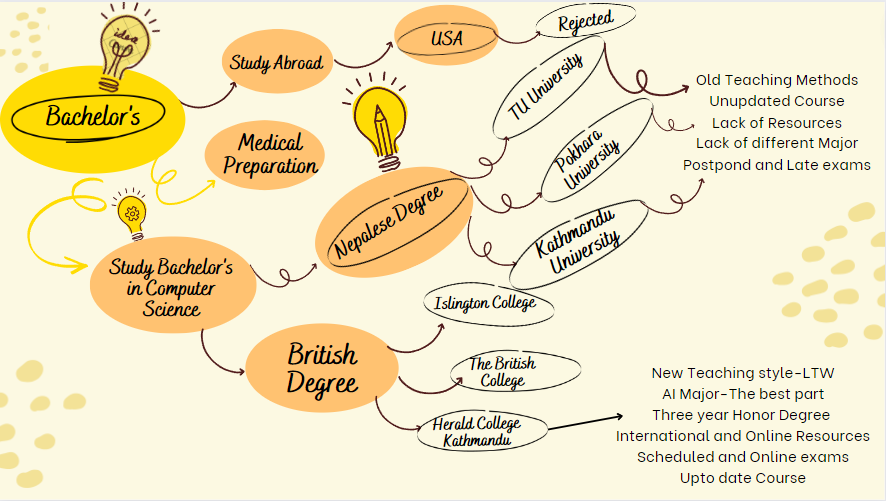 idea
Bachelor's
Study Abroad
USA
Rejected
Medical
Preparation
Study Bachelor's
in Computer
Science
Nepalese Degree
TU University
Pokhara
University
Kathmandu
University
Old Teaching Methods
Unupdated Course
Lack of Resources
Lack of different Major
Postpond and Late exams
British
Degree
Islington College
The British
College
Herald College
Kathmandu
New Teaching style-LTW
AI Major-The best part
Three year Honor Degree
International and Online Resources
Scheduled and Online exams
Upto date Course